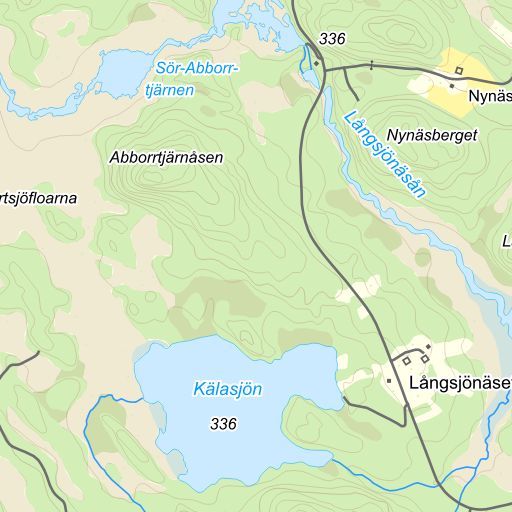 336
Sör-Abborr-
tjärnen
Nynäs
Långsjönäsån
Nynäsberget
Abborrtjärnåsen
rtsjöfloarna
L
Kälasjön
336
Långsjönäset